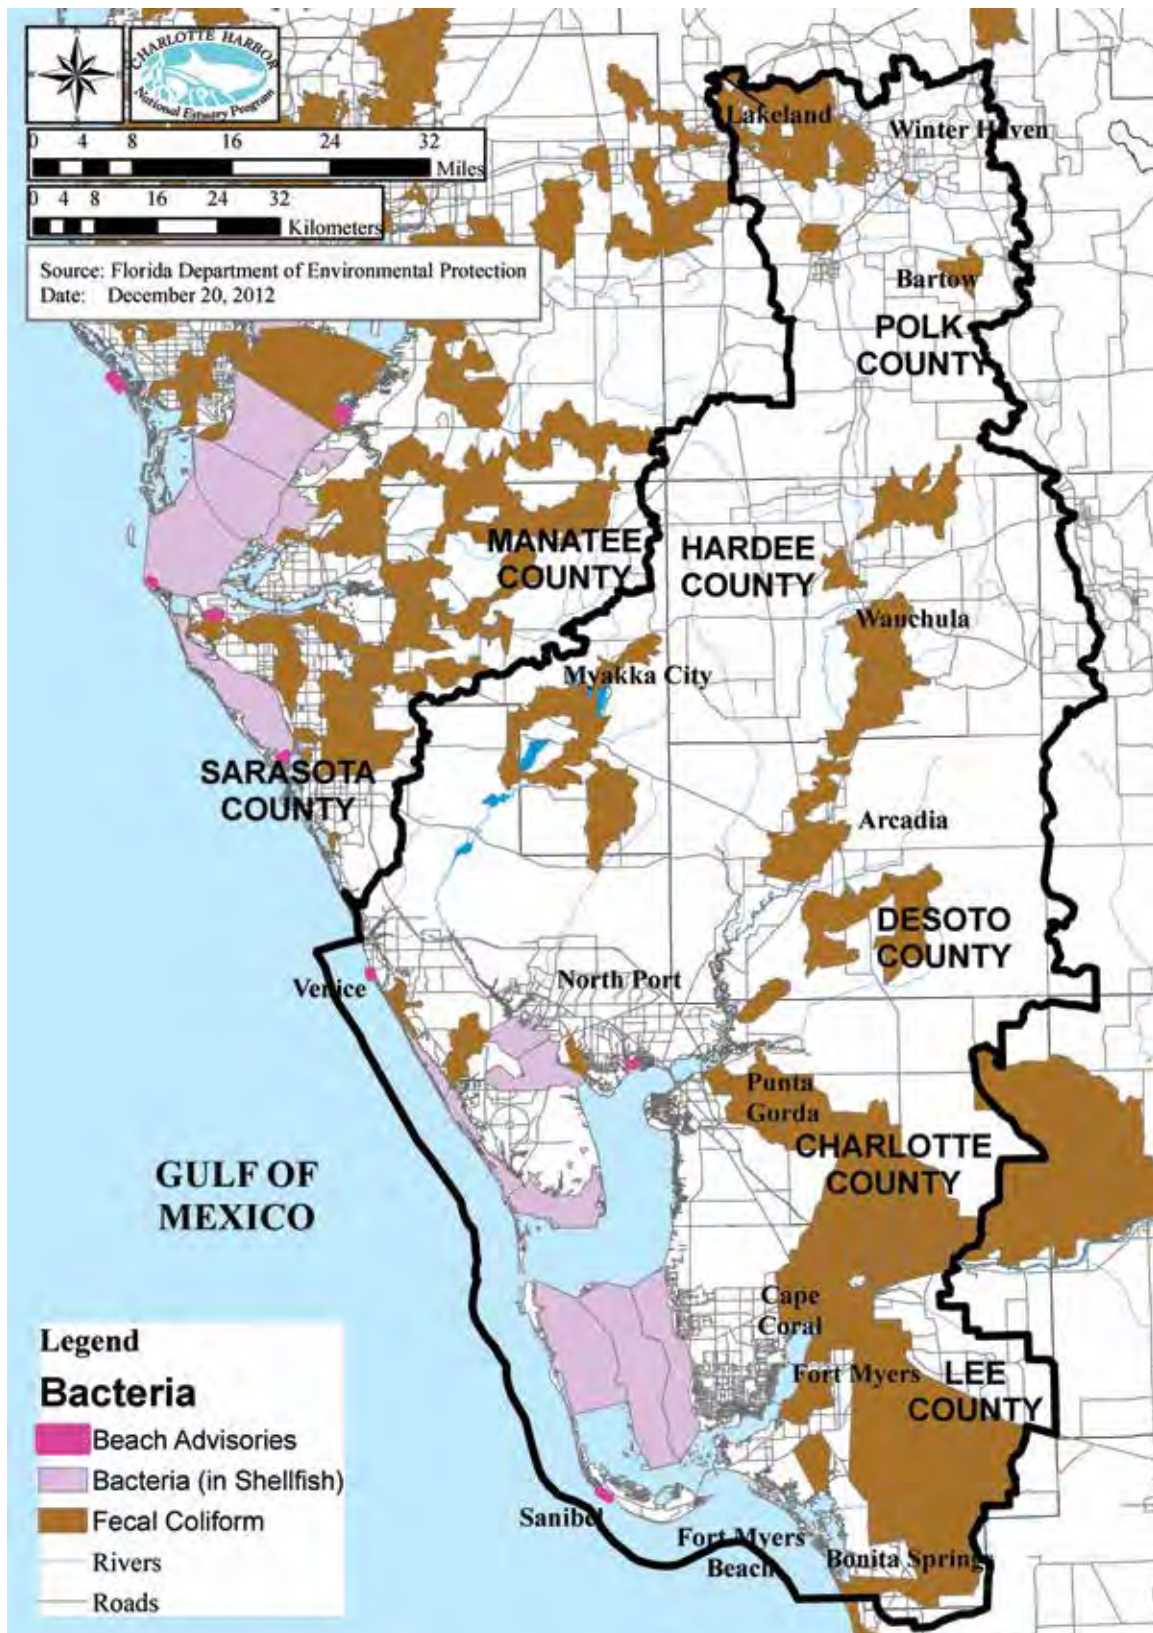 CHARLOTTE HARBOR
National Estuary Program
0 4 8 16 24 32
Miles
0 4 8 16 24 32
Kilometers
Source: Florida Department of Environmental Protection
Date: December 20, 2012
Lakeland
Winter Haven
Bartow
POLK
COUNTY
MANATEE
COUNTY
HARDEE
COUNTY
Wauchula
Myakka City
SARASOTA
COUNTY
Arcadia
DESOTO
COUNTY
North Port
Venice
Punta
Gorda
CHARLOTTE
COUNTY
GULF OF
MEXICO
Cape
Coral
Fort Myers
LEE
COUNTY
Sanibel
Fort Myers
Beach
Bonita Springs
Legend
Bacteria
Beach Advisories
Bacteria (in Shellfish)
Fecal Coliform
Rivers
Roads